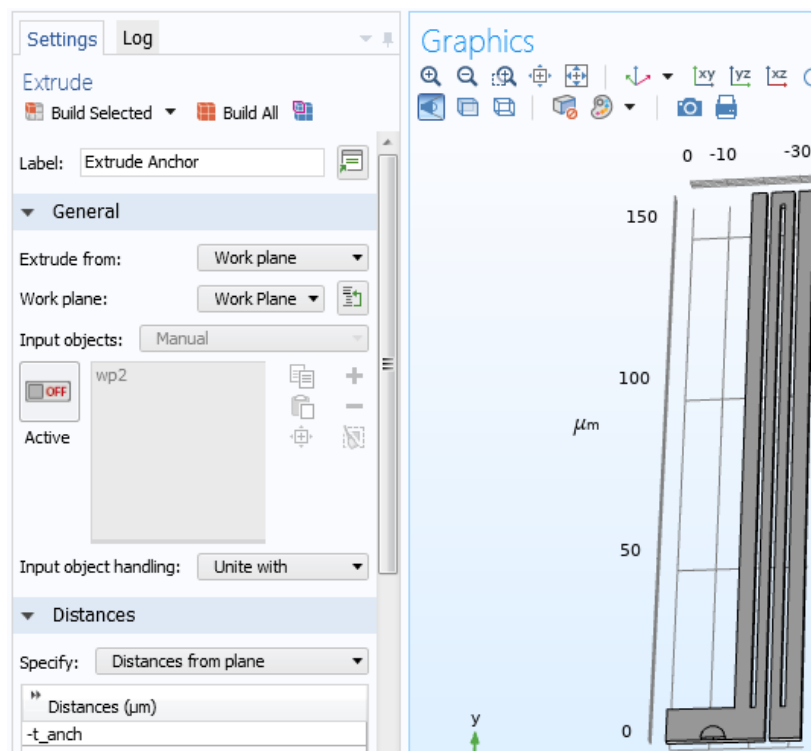 Settings Log
Extrude
Build Selected Build All
Label: Extrude Anchor
General
Extrude from: Work plane
Work plane: Work Plane
Input objects: Manual
wp2
OFF
Active
Input object handling: Unite with
Distances
Specify: Distances from plane
Distances (μm)
-t_anch
Graphics
xy yz xz
0 -10 -30
150
100
μm
50
0
y